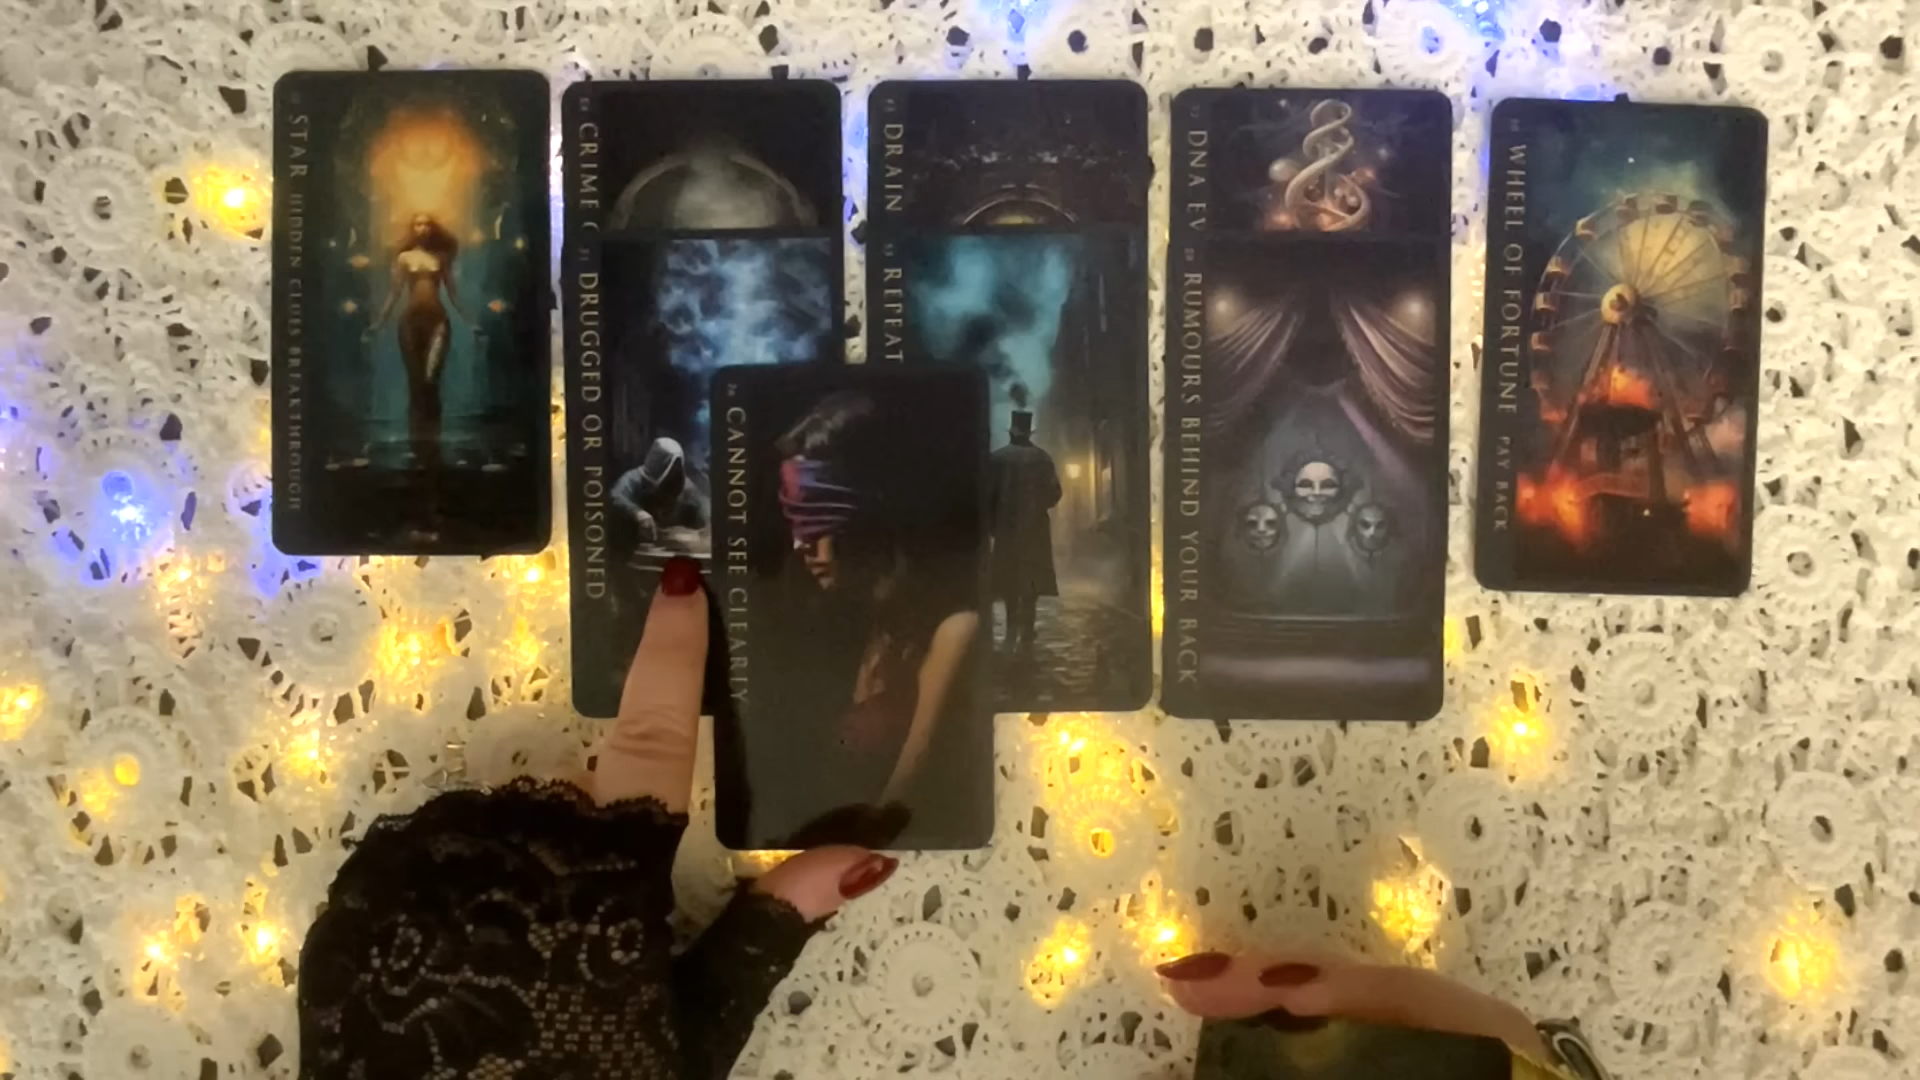 STAR HIDDEN CLUES BREAKTHROUGH
CRIME
DRUGGED OR POISONED
CANNOT SEE CLEARLY
DRAIN
REPEAT
DNA EV
RUMOURS BEHIND YOUR BACK
WHEEL OF FORTUNE PAY BACK